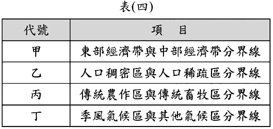 表(四)
代號 項目
甲 東部經濟帶與中部經濟帶分界線
乙 人口稠密區與人口稀疏區分界線
丙 傳統農作區與傳統畜牧區分界線
丁 季風氣候區與其他氣候區分界線